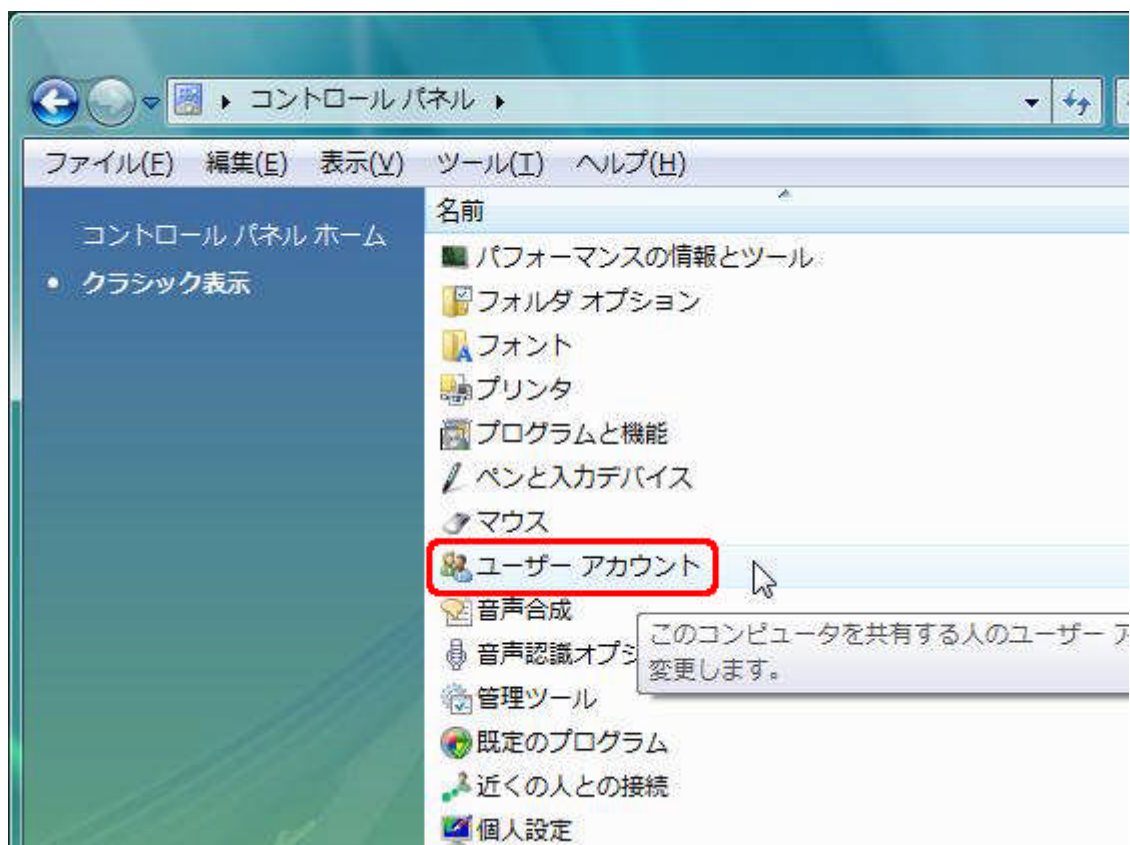 コントロール パネル
ファイル(F) 編集(E) 表示(V) ツール(T) ヘルプ(H)
コントロール パネル ホーム
• クラシック表示
名前
パフォーマンスの情報とツール
フォルダ オプション
フォント
プリンタ
プログラムと機能
ペンと入力デバイス
マウス
ユーザー アカウント
音声合成
音声認識オプシ
このコンピュータを共有する人のユーザー ア
変更します。
管理ツール
既定のプログラム
近くの人との接続
個人設定